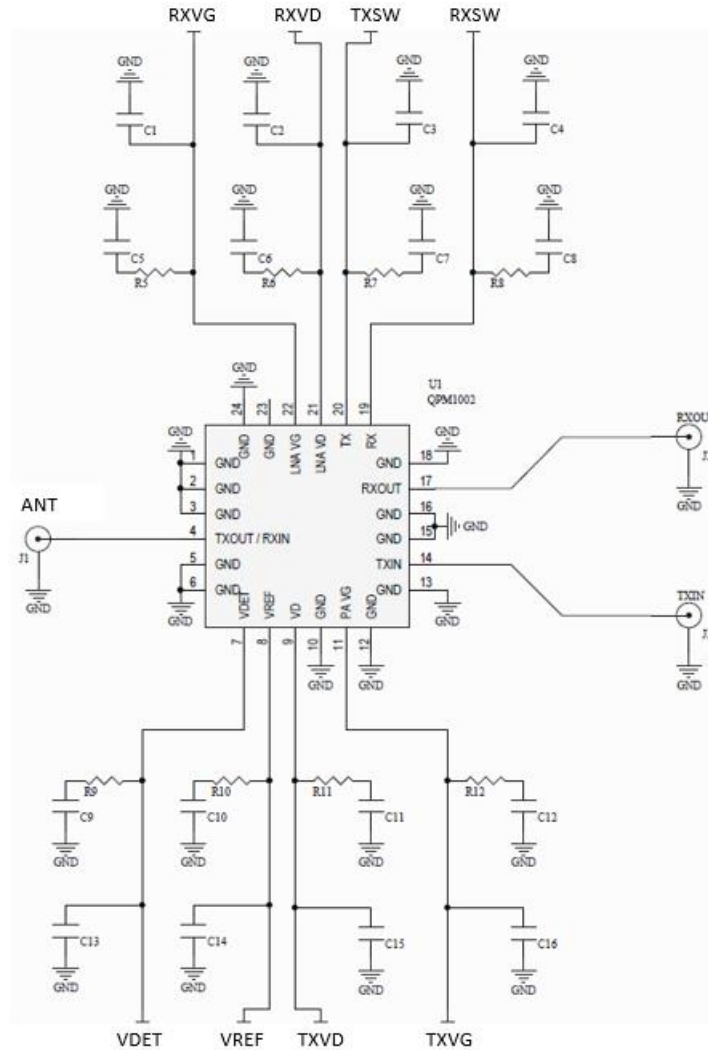 RXVG RXVD TXSW RXSW
GND GND GND GND
C1 C2 C3 C4
GND GND GND GND
C5 C6 C7 C8
R5 R6 R7 R8
U1
QPM1002
GND
24 23 22 21 20 19
GND GND LNA VG LNA VD TX RX
GND 1 GND GND 18 GND
2 GND RXOUT 17
3 GND GND 16
ANT
4 TXOUT / RXIN GND 15 GND
J1
5 GND TXIN 14
6 GND GND 13
GND GND GND
VDET VREF VD GND PA VG GND
7 8 9 10 11 12
GND GND
RXOU
J
GND
TXIN
J
GND
R9 R10 R11 R12
C9 C10 C11 C12
GND GND GND GND
C13 C14 C15 C16
GND GND GND GND
VDET VREF TXVD TXVG